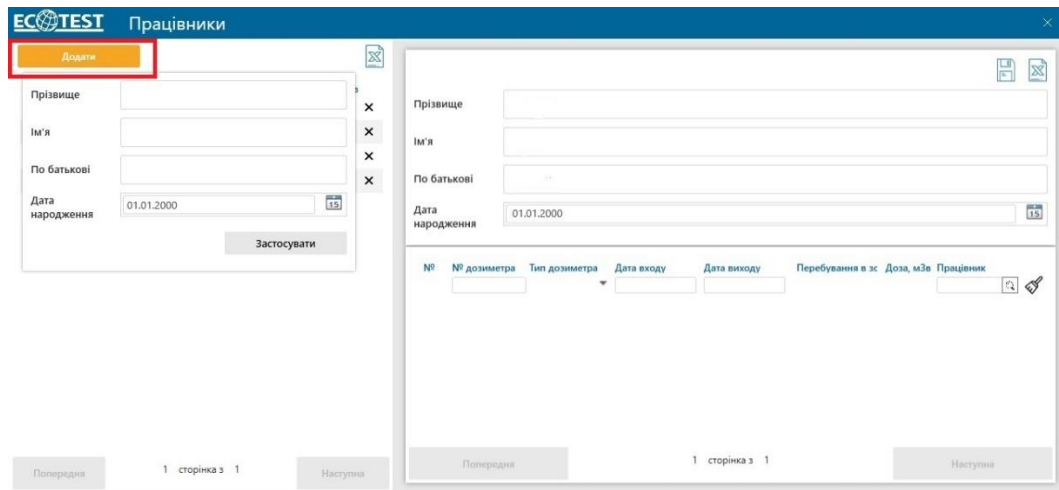 ECOTEST Працівники
Додати
Прізвище
Ім'я
По батькові
Дата
народження
01.01.2000
15
Застосувати
Попередня
1 сторінка з 1
Наступна
Прізвище
Ім'я
По батькові
Дата
народження
01.01.2000
15
№ № дозиметра Тип дозиметра Дата входу Дата виходу Перебування в зс Доза, мЗв Працівник
Попередня
1 сторінка з 1
Наступна